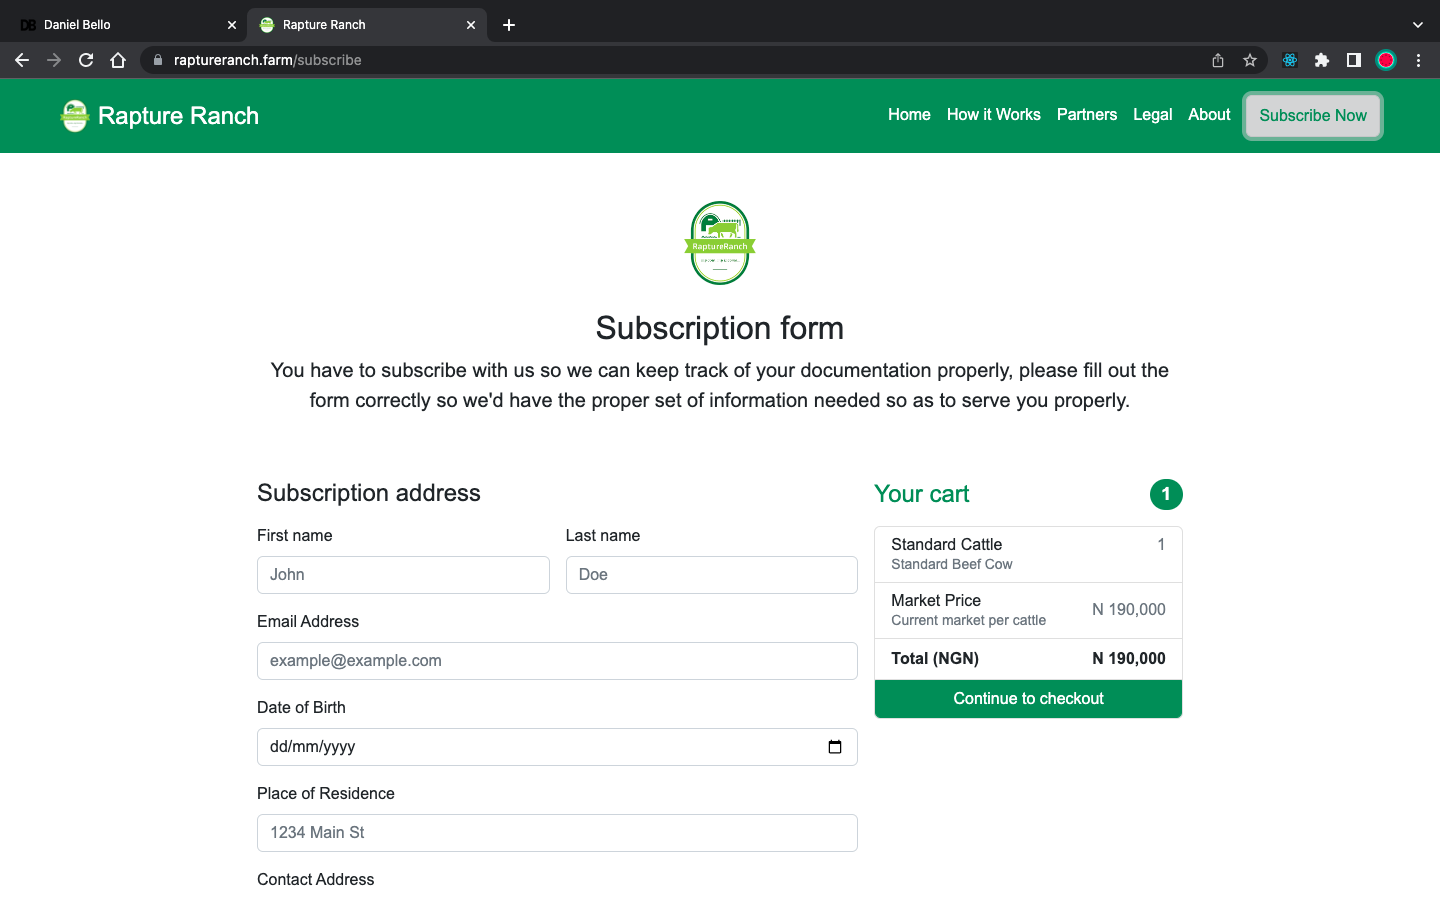 DB Daniel Bello
Rapture Ranch
raptureranch.farm/subscribe
Rapture Ranch
Home How it Works Partners Legal About Subscribe Now
RaptureRanch
Subscription form
You have to subscribe with us so we can keep track of your documentation properly, please fill out the
form correctly so we'd have the proper set of information needed so as to serve you properly.
Subscription address
First name Last name
John Doe
Email Address
example@example.com
Date of Birth
dd/mm/yyyy
Place of Residence
1234 Main St
Contact Address
Your cart 1
Standard Cattle 1
Standard Beef Cow
Market Price N 190,000
Current market per cattle
Total (NGN) N 190,000
Continue to checkout